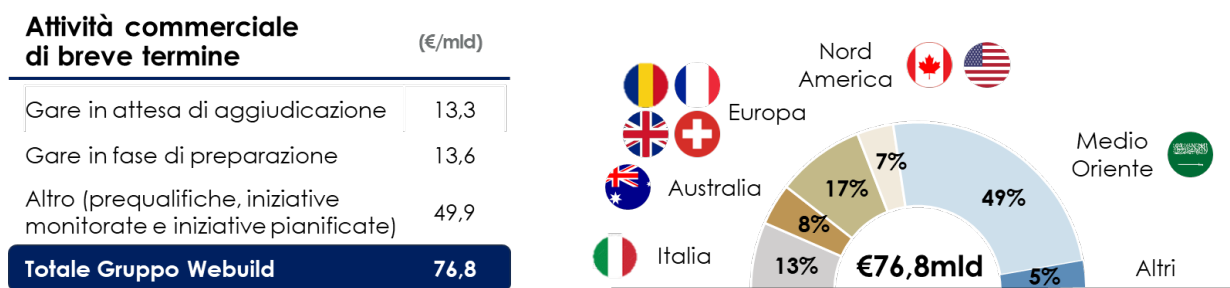 Attività commerciale
di breve termine
(€/mld)
Gare in attesa di aggiudicazione 13,3
Gare in fase di preparazione 13,6
Altro (prequalifiche, iniziative
monitorate e iniziative pianificate) 49,9
Totale Gruppo Webuild 76,8
Nord
America
Europa
Medio
Oriente
Australia
Italia
Altri
7%
17%
49%
8%
13%
€76,8mld
5%